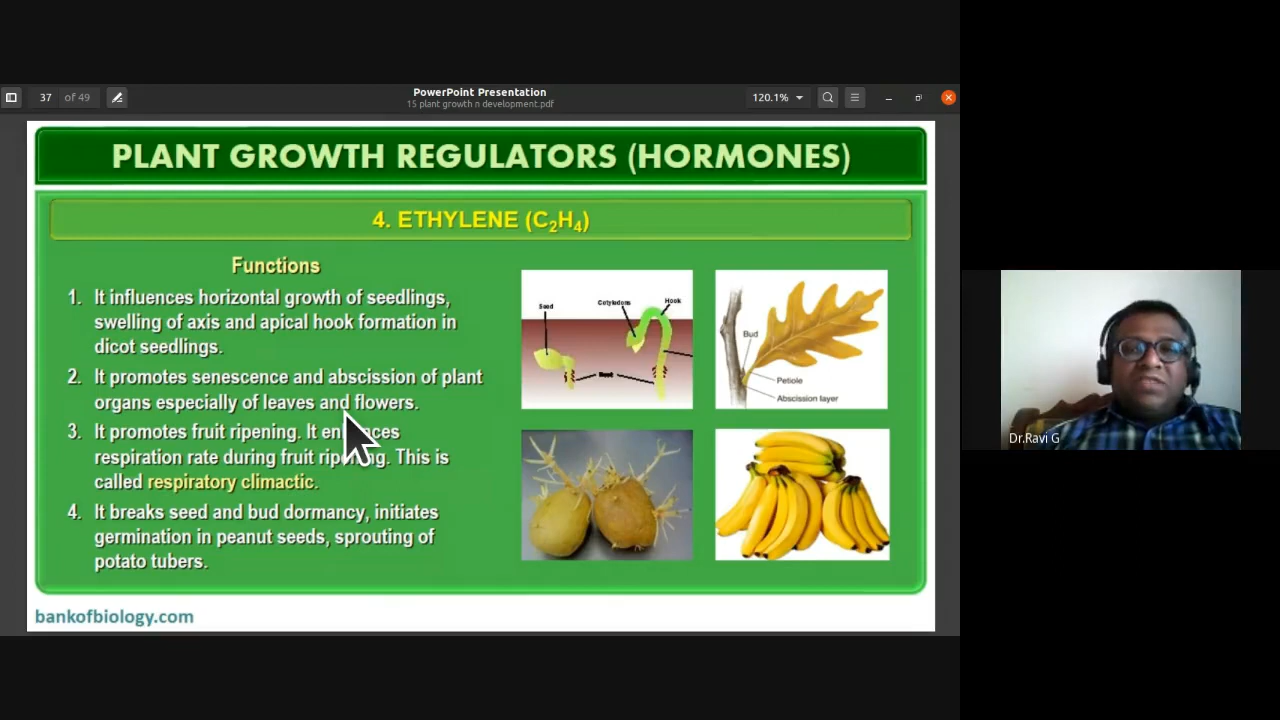 PowerPoint Presentation
37 of 49
15 plant growth n development.pdf
120.1%
PLANT GROWTH REGULATORS (HORMONES)
4. ETHYLENE (C₂H₄)
Functions
1. It influences horizontal growth of seedlings,
swelling of axis and apical hook formation in
dicot seedlings.
2. It promotes senescence and abscission of plant
organs especially of leaves and flowers.
3. It promotes fruit ripening. It
respiration rate during fruit This is
called respiratory climactic.
4. It breaks seed and bud dormancy, initiates
germination in peanut seeds, sprouting of
potato tubers.
Seed
Cotyledons
Hook
Bud
Petiole
Abscission layer
bankofbiology.com
Dr.Ravi G